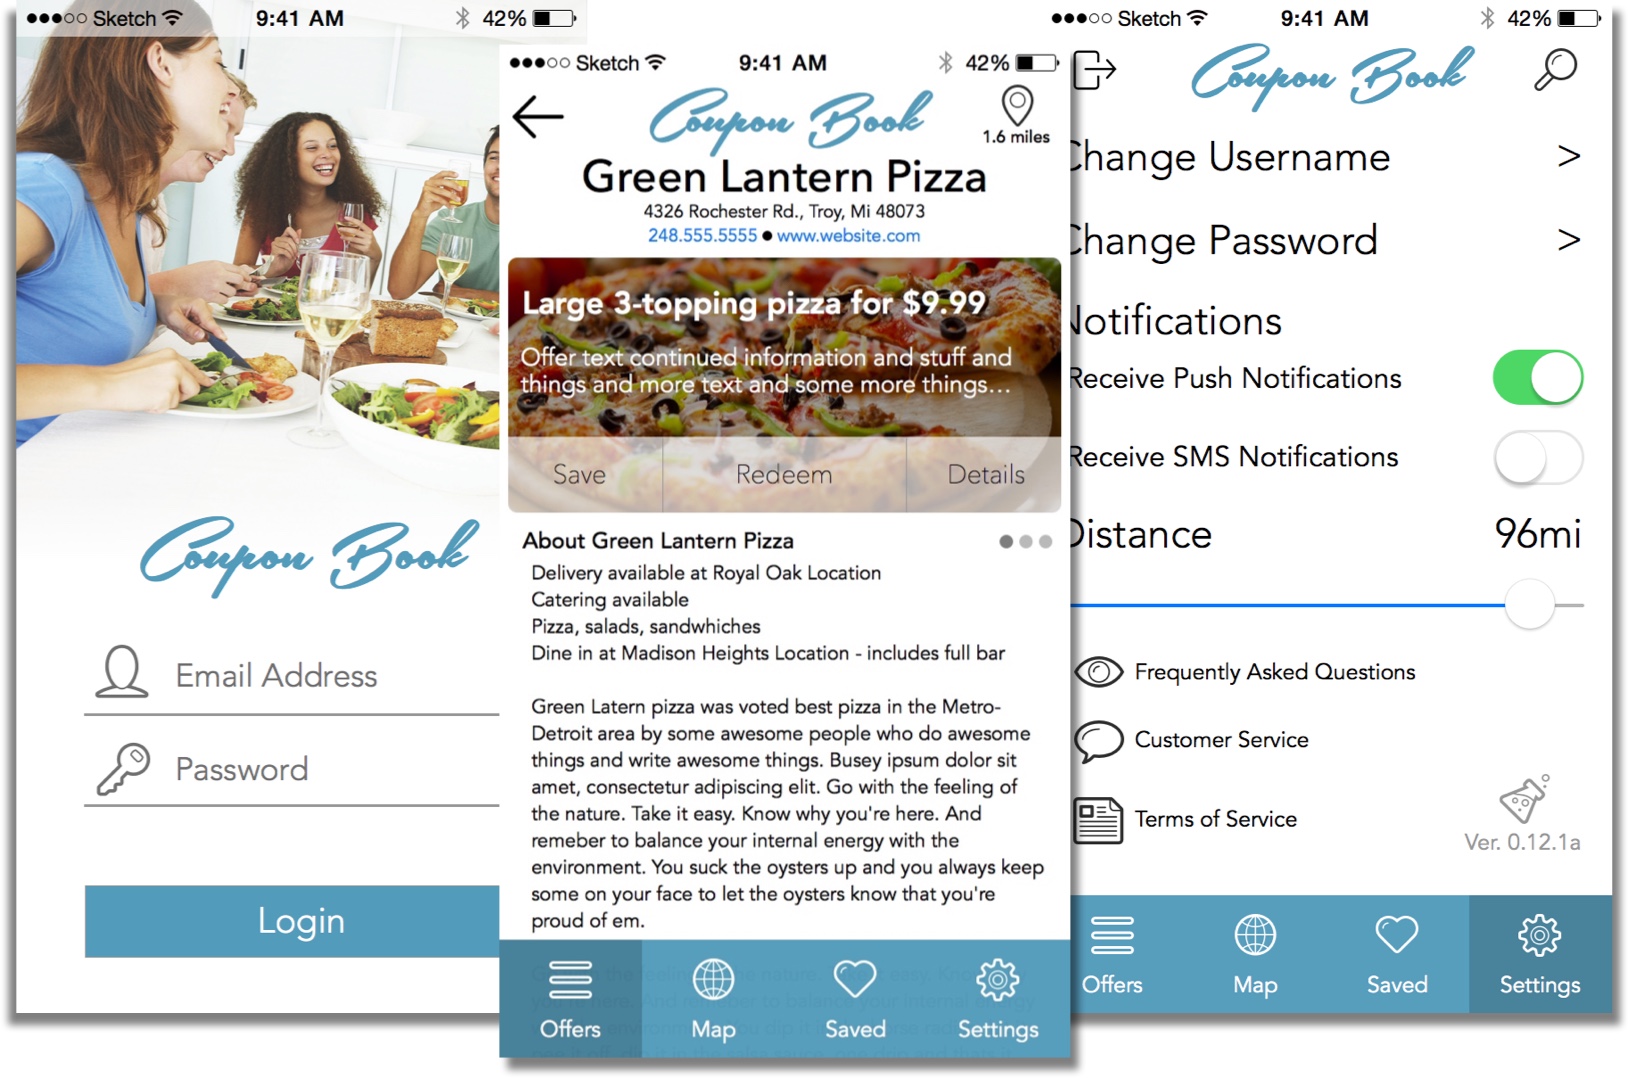 Sketch 9:41 AM 42%
Coupon Book
Email Address
Password
Login
Sketch 9:41 AM 42%
Coupon Book
1.6 miles
Green Lantern Pizza
4326 Rochester Rd., Troy, Mi 48073
248.555.5555 ● www.website.com
Large 3-topping pizza for $9.99
Offer text continued information and stuff and
things and more text and some more things...
Save Redeem Details
About Green Lantern Pizza
Delivery available at Royal Oak Location
Catering available
Pizza, salads, sandwhiches
Dine in at Madison Heights Location - includes full bar
Green Latern pizza was voted best pizza in the Metro-
Detroit area by some awesome people who do awesome
things and write awesome things. Busey ipsum dolor sit
amet, consectetur adipiscing elit. Go with the feeling of
the nature. Take it easy. Know why you're here. And
remeber to balance your internal energy with the
environment. You suck the oysters up and you always keep
some on your face to let the oysters know that you're
proud of em.
Offers Map Saved Settings
Sketch 9:41 AM 42%
Coupon Book
Change Username >
Change Password >
Notifications
Receive Push Notifications
Receive SMS Notifications
Distance 96mi
Frequently Asked Questions
Customer Service
Terms of Service
Ver. 0.12.1a
Offers Map Saved Settings